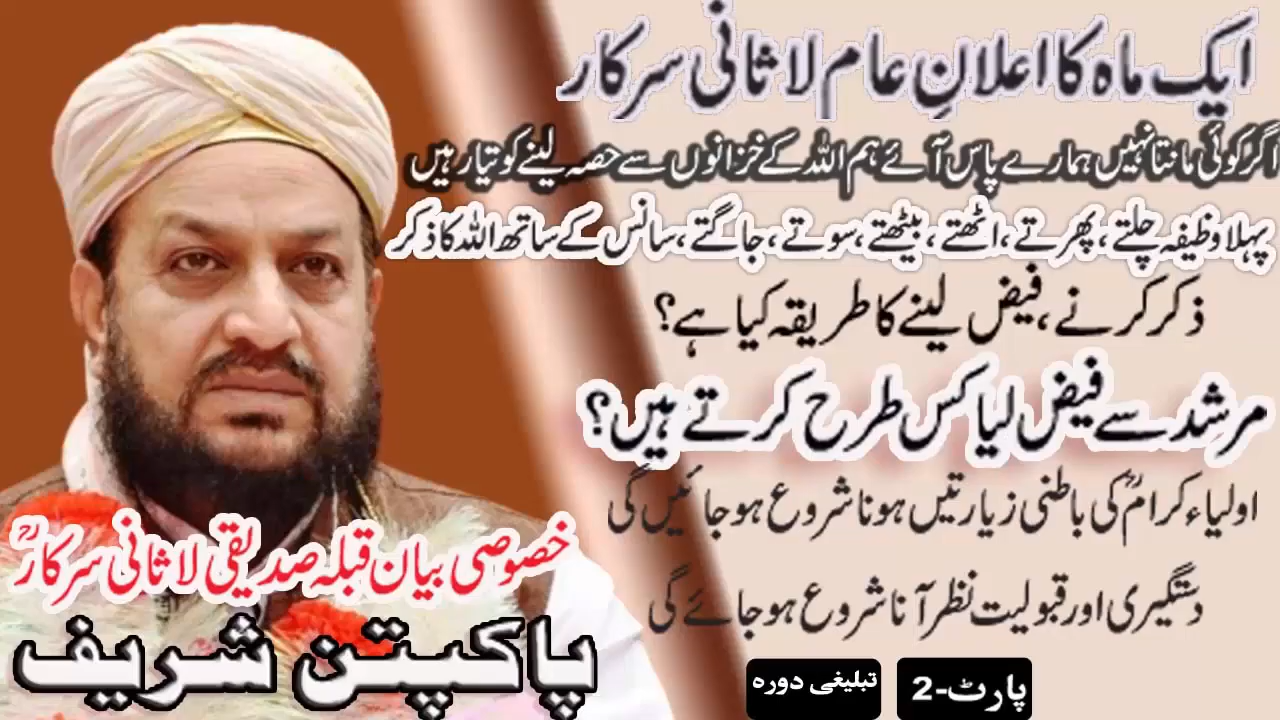 ایک ماہ کا اعلانِ عام لاثانی سرکار
اگر کوئی مانتا نہیں ہمارے پاس آئے ہم اللہ کے خزانوں سے حصہ لینے کو تیار ہیں
پہلا وظیفہ چلتے، پھرتے، اٹھتے، بیٹھتے، سوتے، جاگتے، سانس کے ساتھ اللہ کا ذکر
ذکر کرنے، فیض لینے کا طریقہ کیا ہے؟
مرشِد سے فیض لیا کس طرح کرتے ہیں؟
اولیاء کرامؒ کی باطنی زیارتیں ہونا شروع ہو جائیں گی
دستگیری اور قبولیت نظر آنا شروع ہو جائے گی
خصوصی بیان قبلہ صدیقی لاثانی سرکارؒ
پاکپتن شریف
پارٹ-2
تبلیغی دورہ